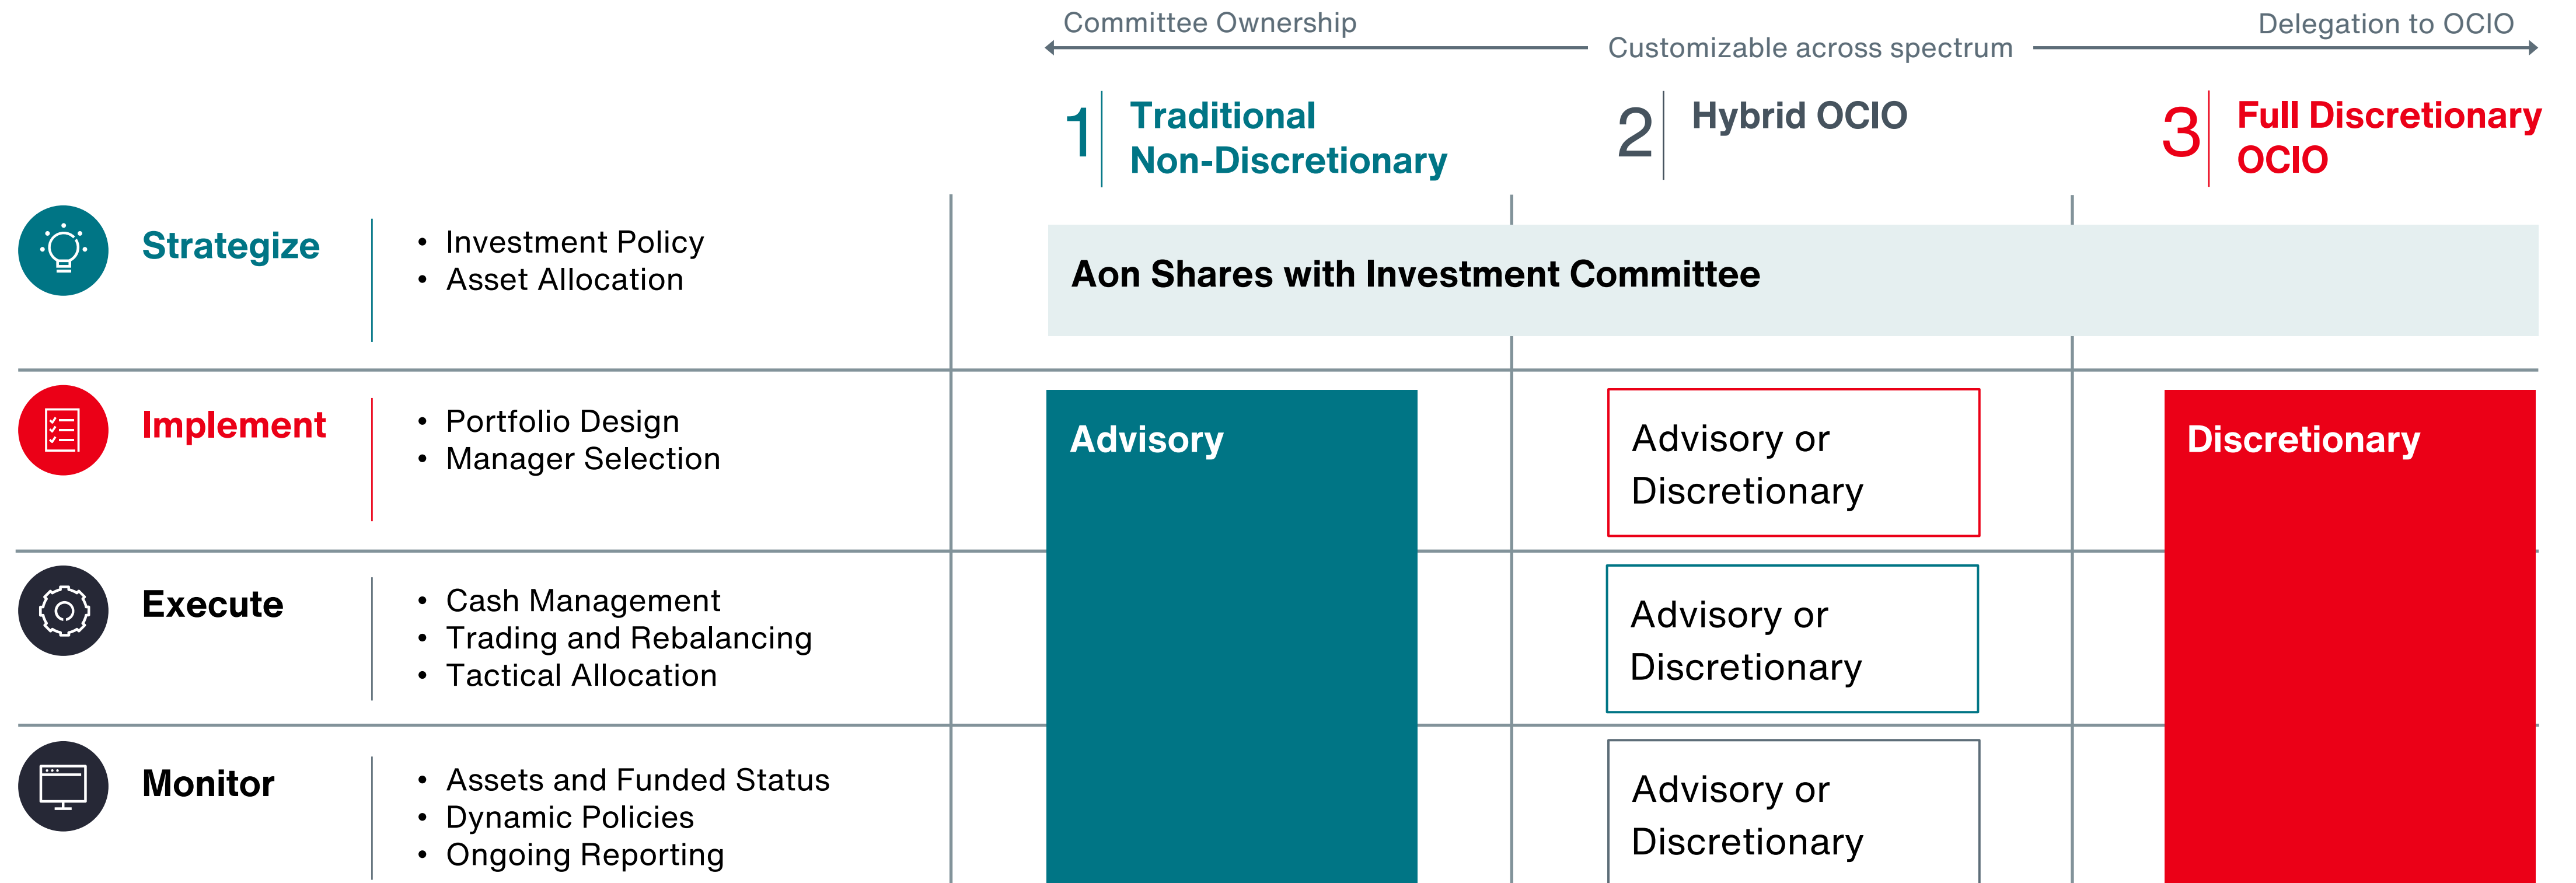 Committee Ownership
Customizable across spectrum
Delegation to OCIO
1
Traditional
Non-Discretionary
2
Hybrid OCIO
3
Full Discretionary
OCIO
Strategize
• Investment Policy
• Asset Allocation
Aon Shares with Investment Committee
Implement
• Portfolio Design
• Manager Selection
Advisory
Advisory or
Discretionary
Discretionary
Execute
• Cash Management
• Trading and Rebalancing
• Tactical Allocation
Advisory or
Discretionary
Monitor
• Assets and Funded Status
• Dynamic Policies
• Ongoing Reporting
Advisory or
Discretionary